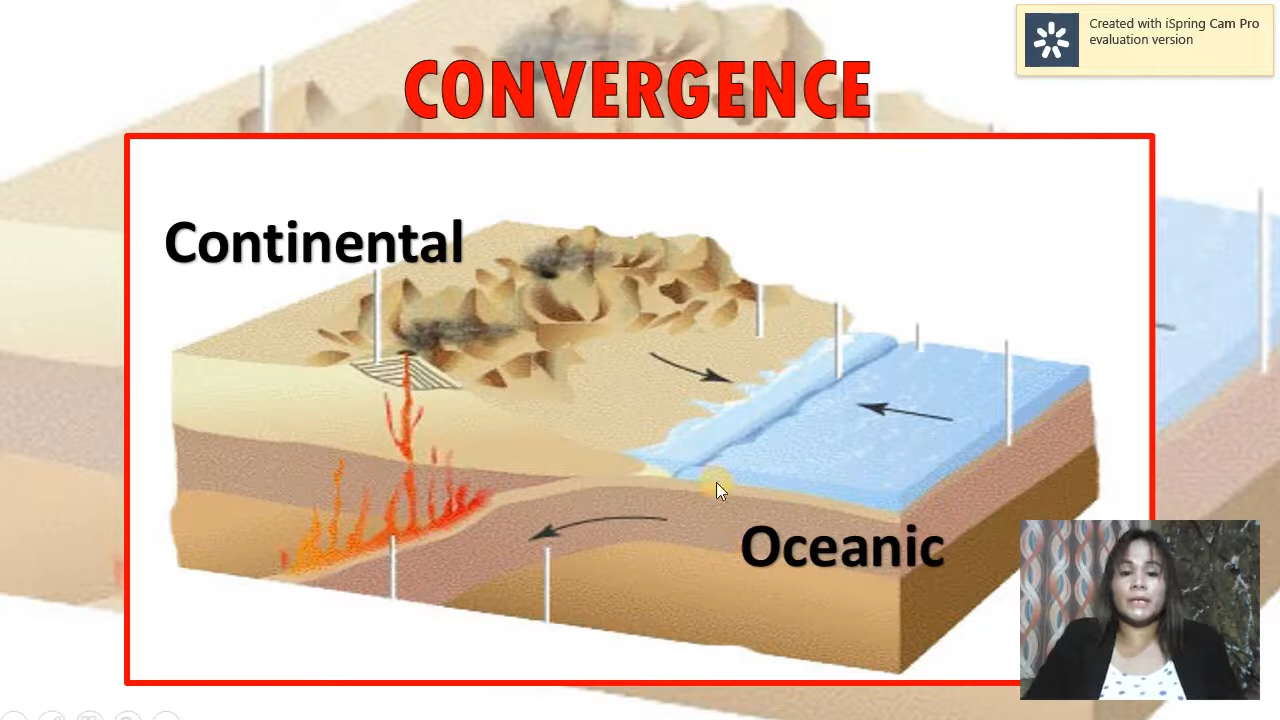 Created with iSpring Cam Pro
evaluation version
CONVERGENCE
Continental
Oceanic